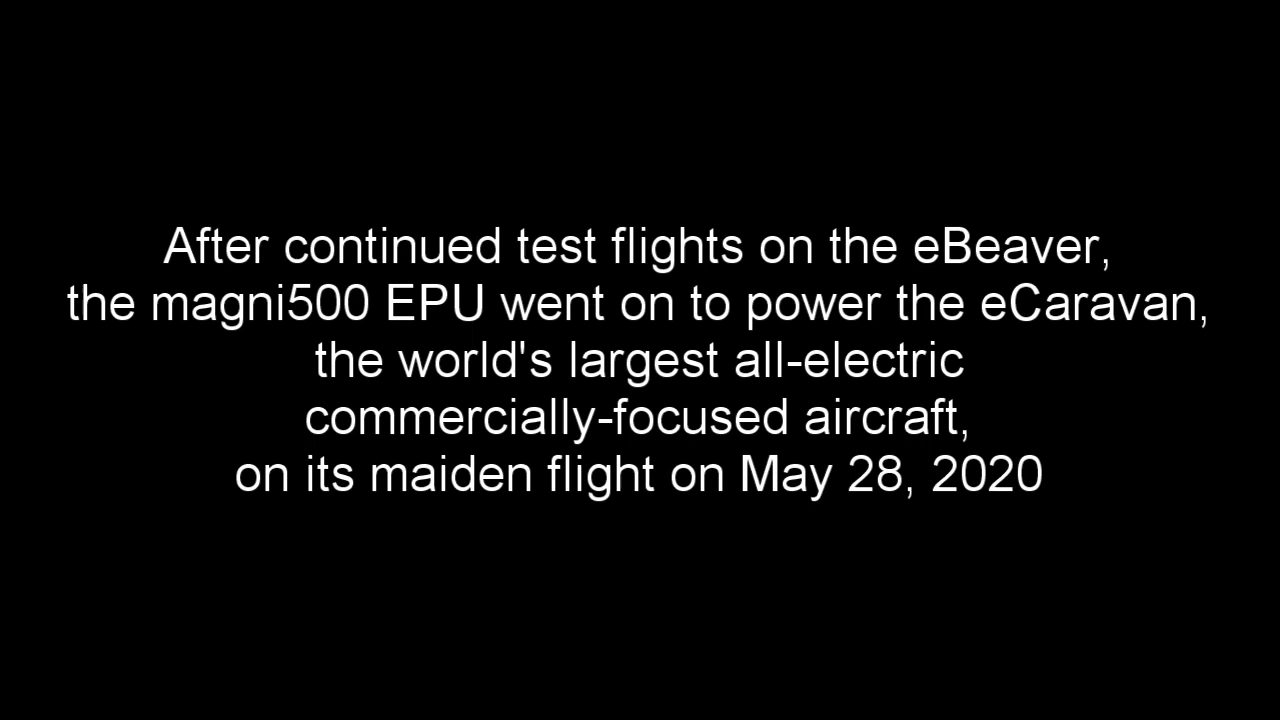 After continued test flights on the eBeaver,
the magni500 EPU went on to power the eCaravan,
the world's largest all-electric
commercially-focused aircraft,
on its maiden flight on May 28, 2020